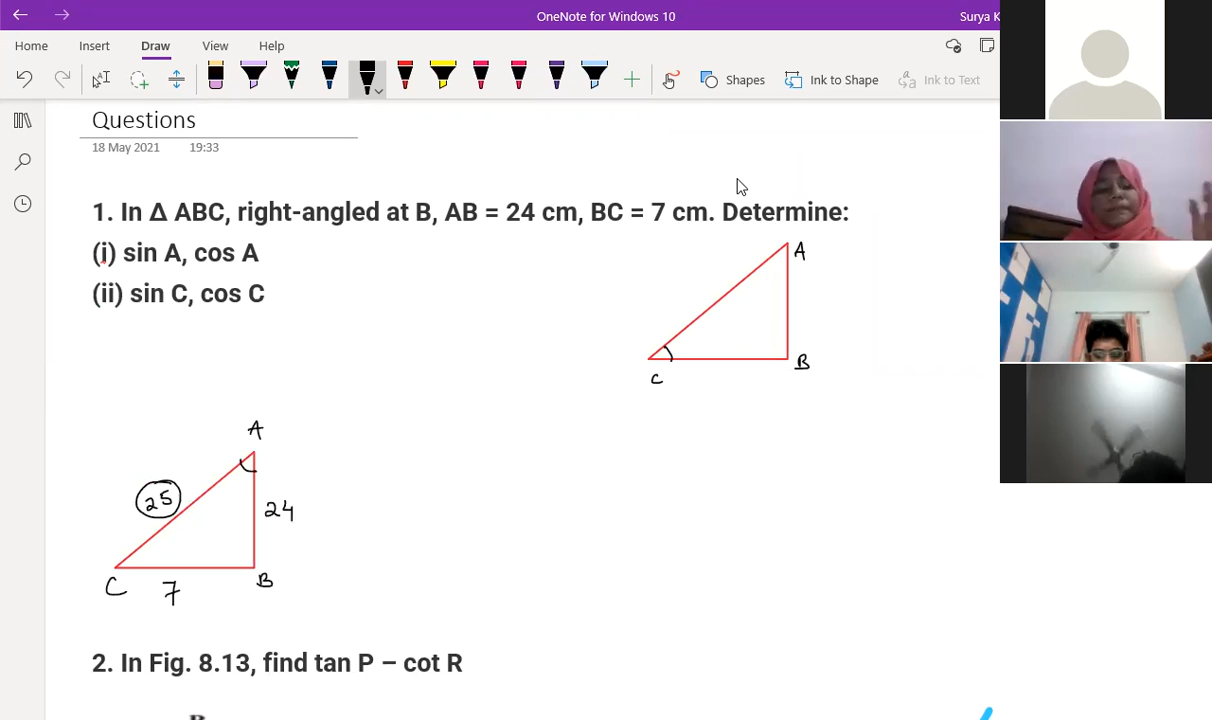 OneNote for Windows 10
Surya K
Home Insert Draw View Help
Shapes Ink to Shape Ink to Text
Questions
18 May 2021 19:33
1. In Δ ABC, right-angled at B, AB = 24 cm, BC = 7 cm. Determine:
(i) sin A, cos A
(ii) sin C, cos C
A
B
C
A
25
24
C
7
B
2. In Fig. 8.13, find tan P – cot R